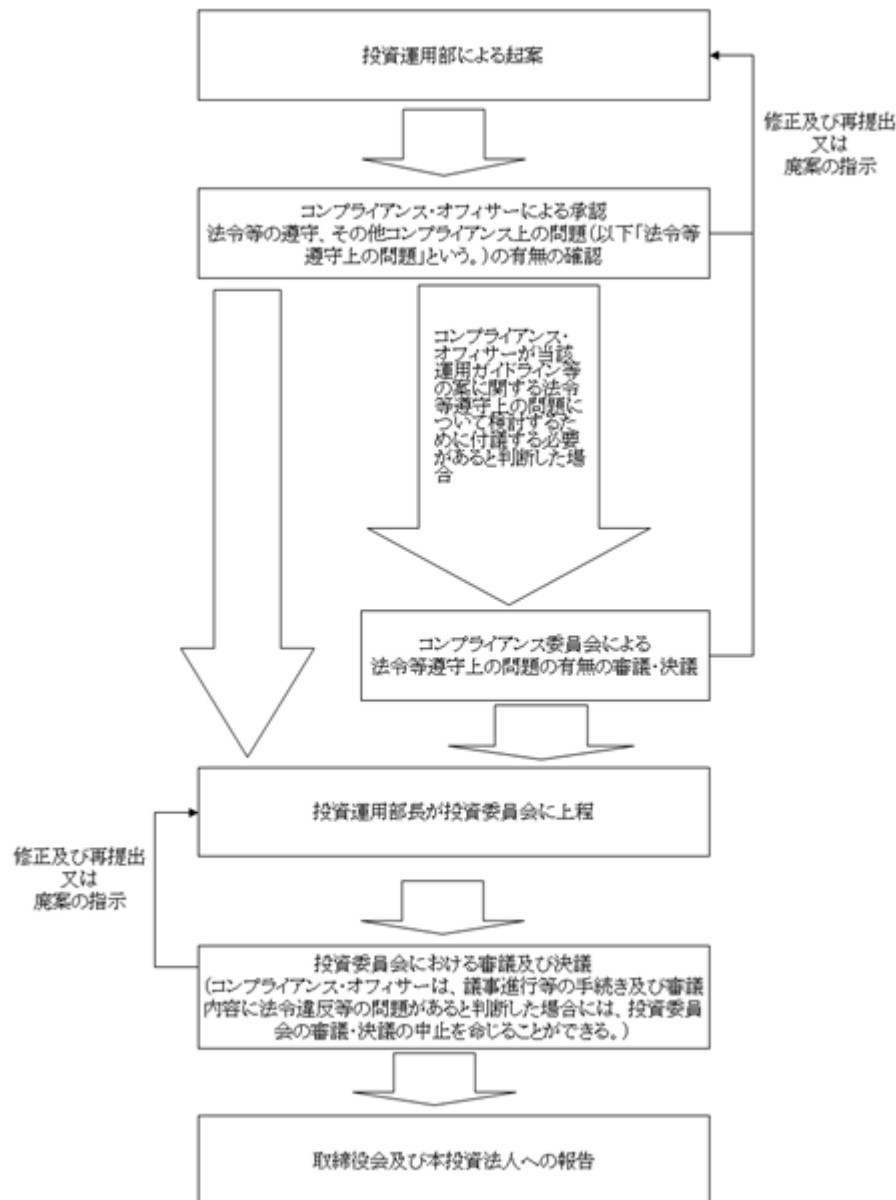 投資運用部による起案
修正及び再提出
又は
廃案の指示
コンプライアンス・オフィサーによる承認
法令等の遵守、その他コンプライアンス上の問題(以下「法令等
遵守上の問題」という。)の有無の確認
コンプライアンス・
オフィサーが当該
運用ガイドライン等
の案に関する法令
等遵守上の問題に
ついて検討するた
めに付議する必要
があると判断した場
合
コンプライアンス委員会による
法令等遵守上の問題の有無の審議・決議
投資運用部長が投資委員会に上程
修正及び再提出
又は
廃案の指示
投資委員会における審議及び決議
(コンプライアンス・オフィサーは、議事進行等の手続き及び審議
内容に法令違反等の問題があると判断した場合には、投資委員
会の審議・決議の中止を命じることができる。)
取締役会及び本投資法人への報告